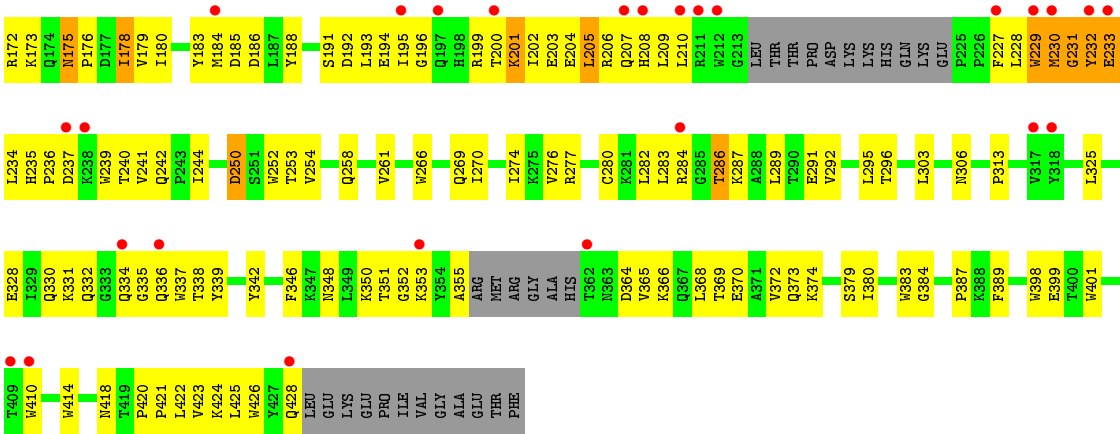 R172 K173 Q174 N175 P176 D177 I178 V179 I180 Y183 M184 D185 D186 L187 Y188 S191 D192 L193 E194 I195 G196 Q197 H198 R199 T200 K201 I202 E203 E204 L205 R206 Q207 H208 L209 L210 R211 W212 G213 LEU THR THR PRO ASP LYS LYS HIS GLN LYS GLU P225 P226 F227 L228 W229 M230 G231 Y232 E233
L234 H235 P236 D237 K238 W239 T240 V241 Q242 P243 I244 D250 S251 W252 T253 V254 Q258 V261 W266 Q269 I270 I274 K275 V276 R277 C280 K281 L282 L283 R284 G285 T286 K287 A288 L289 T290 E291 V292 L295 T296 L303 N306 P313 V317 Y318 L325
E328 I329 Q330 K331 Q332 G333 Q334 G335 Q336 W337 T338 Y339 Y342 F346 K347 N348 L349 K350 T351 G352 K353 Y354 A355 ARG MET ARG GLY ALA HIS T362 N363 D364 V365 K366 Q367 L368 T369 E370 A371 V372 Q373 K374 S379 I380 W383 G384 P387 K388 F389 W398 E399 T400 W401
T409 W410 W414 N418 T419 P420 P421 L422 V423 K424 L425 W426 Y427 Q428 LEU GLU LYS GLU PRO ILE VAL GLY ALA GLU THR PHE